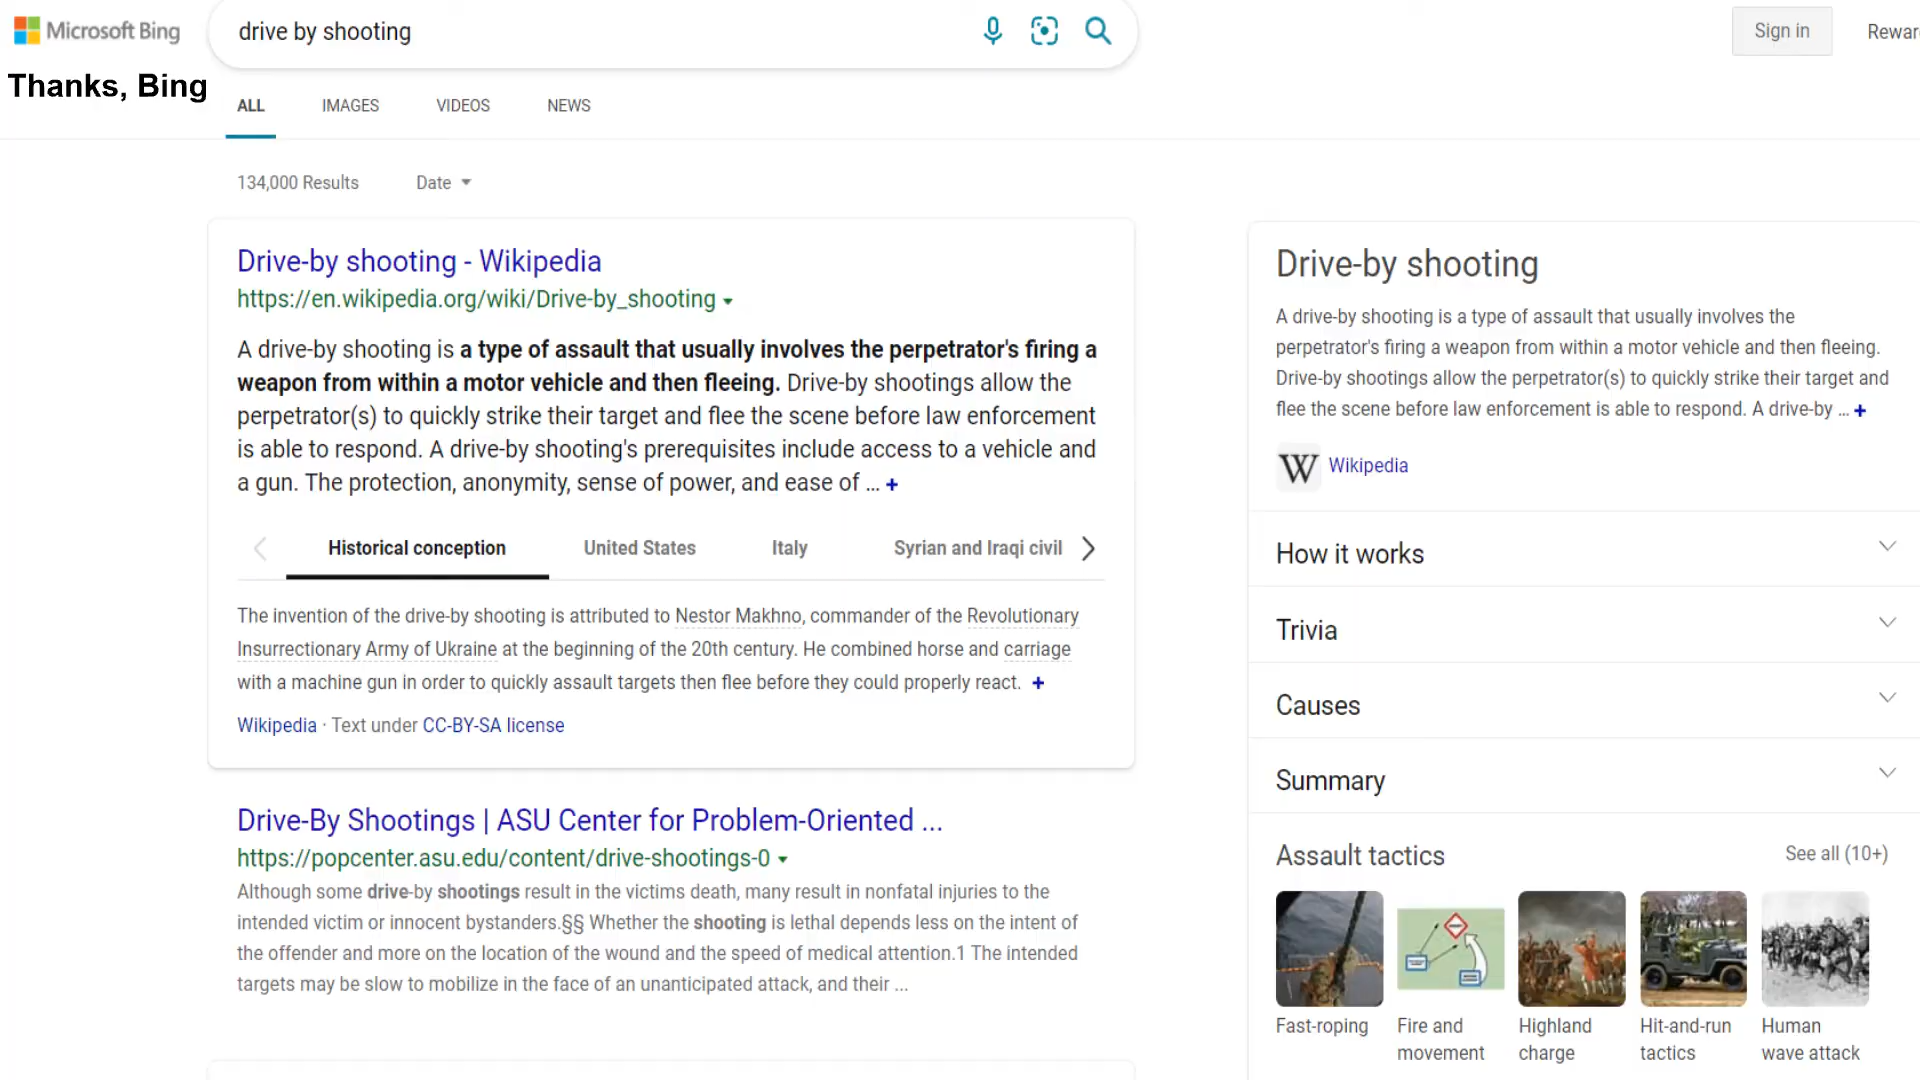 Microsoft Bing
drive by shooting
Sign in
Rewar
Thanks, Bing
ALL
IMAGES
VIDEOS
NEWS
134,000 Results
Date
Drive-by shooting - Wikipedia
https://en.wikipedia.org/wiki/Drive-by_shooting
A drive-by shooting is a type of assault that usually involves the perpetrator's firing a
weapon from within a motor vehicle and then fleeing. Drive-by shootings allow the
perpetrator(s) to quickly strike their target and flee the scene before law enforcement
is able to respond. A drive-by shooting's prerequisites include access to a vehicle and
a gun. The protection, anonymity, sense of power, and ease of ... +
Historical conception
United States
Italy
Syrian and Iraqi civil
The invention of the drive-by shooting is attributed to Nestor Makhno, commander of the Revolutionary
Insurrectionary Army of Ukraine at the beginning of the 20th century. He combined horse and carriage
with a machine gun in order to quickly assault targets then flee before they could properly react. +
Wikipedia · Text under CC-BY-SA license
Drive-By Shootings | ASU Center for Problem-Oriented ...
https://popcenter.asu.edu/content/drive-shootings-0
Although some drive-by shootings result in the victims death, many result in nonfatal injuries to the
intended victim or innocent bystanders.§§ Whether the shooting is lethal depends less on the intent of
the offender and more on the location of the wound and the speed of medical attention.1 The intended
targets may be slow to mobilize in the face of an unanticipated attack, and their ...
Drive-by shooting
A drive-by shooting is a type of assault that usually involves the
perpetrator's firing a weapon from within a motor vehicle and then fleeing.
Drive-by shootings allow the perpetrator(s) to quickly strike their target and
flee the scene before law enforcement is able to respond. A drive-by ... +
W Wikipedia
How it works
Trivia
Causes
Summary
Assault tactics
See all (10+)
Fast-roping
Fire and
movement
Highland
charge
Hit-and-run
tactics
Human
wave attack